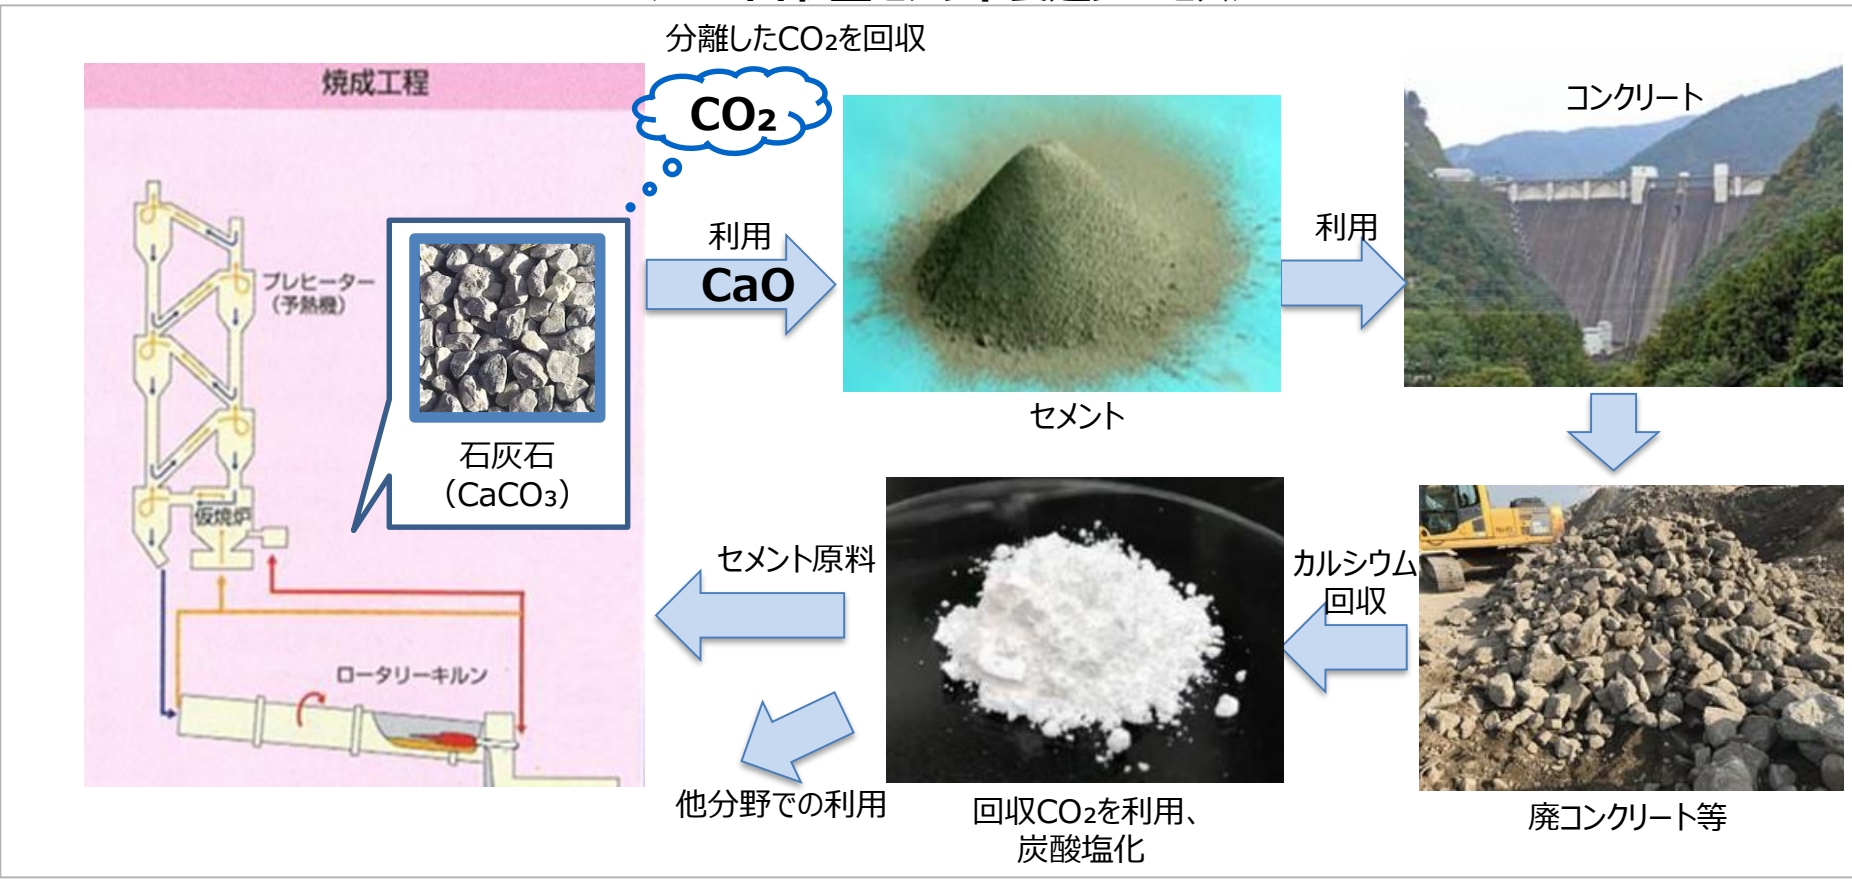 分離したCO₂を回収
焼成工程
CO₂
コンクリート
利用
利用
プレヒーター
(予熱機)
CaO
セメント
石灰石
(CaCO₃)
仮焼炉
セメント原料
カルシウム
回収
ロータリーキルン
他分野での利用
回収CO₂を利用、
炭酸塩化
廃コンクリート等